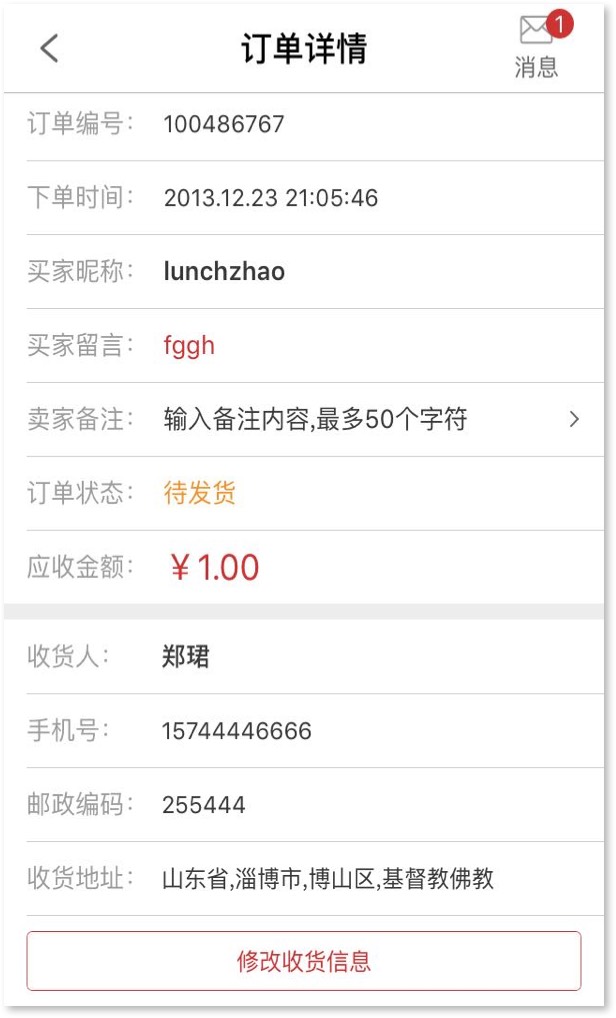 订单详情
1
消息
订单编号: 100486767
下单时间: 2013.12.23 21:05:46
买家昵称: lunchzhao
买家留言: fggh
卖家备注: 输入备注内容,最多50个字符
订单状态: 待发货
应收金额: ￥1.00
收货人: 郑珺
手机号: 15744446666
邮政编码: 255444
收货地址: 山东省,淄博市,博山区,基督教佛教
修改收货信息